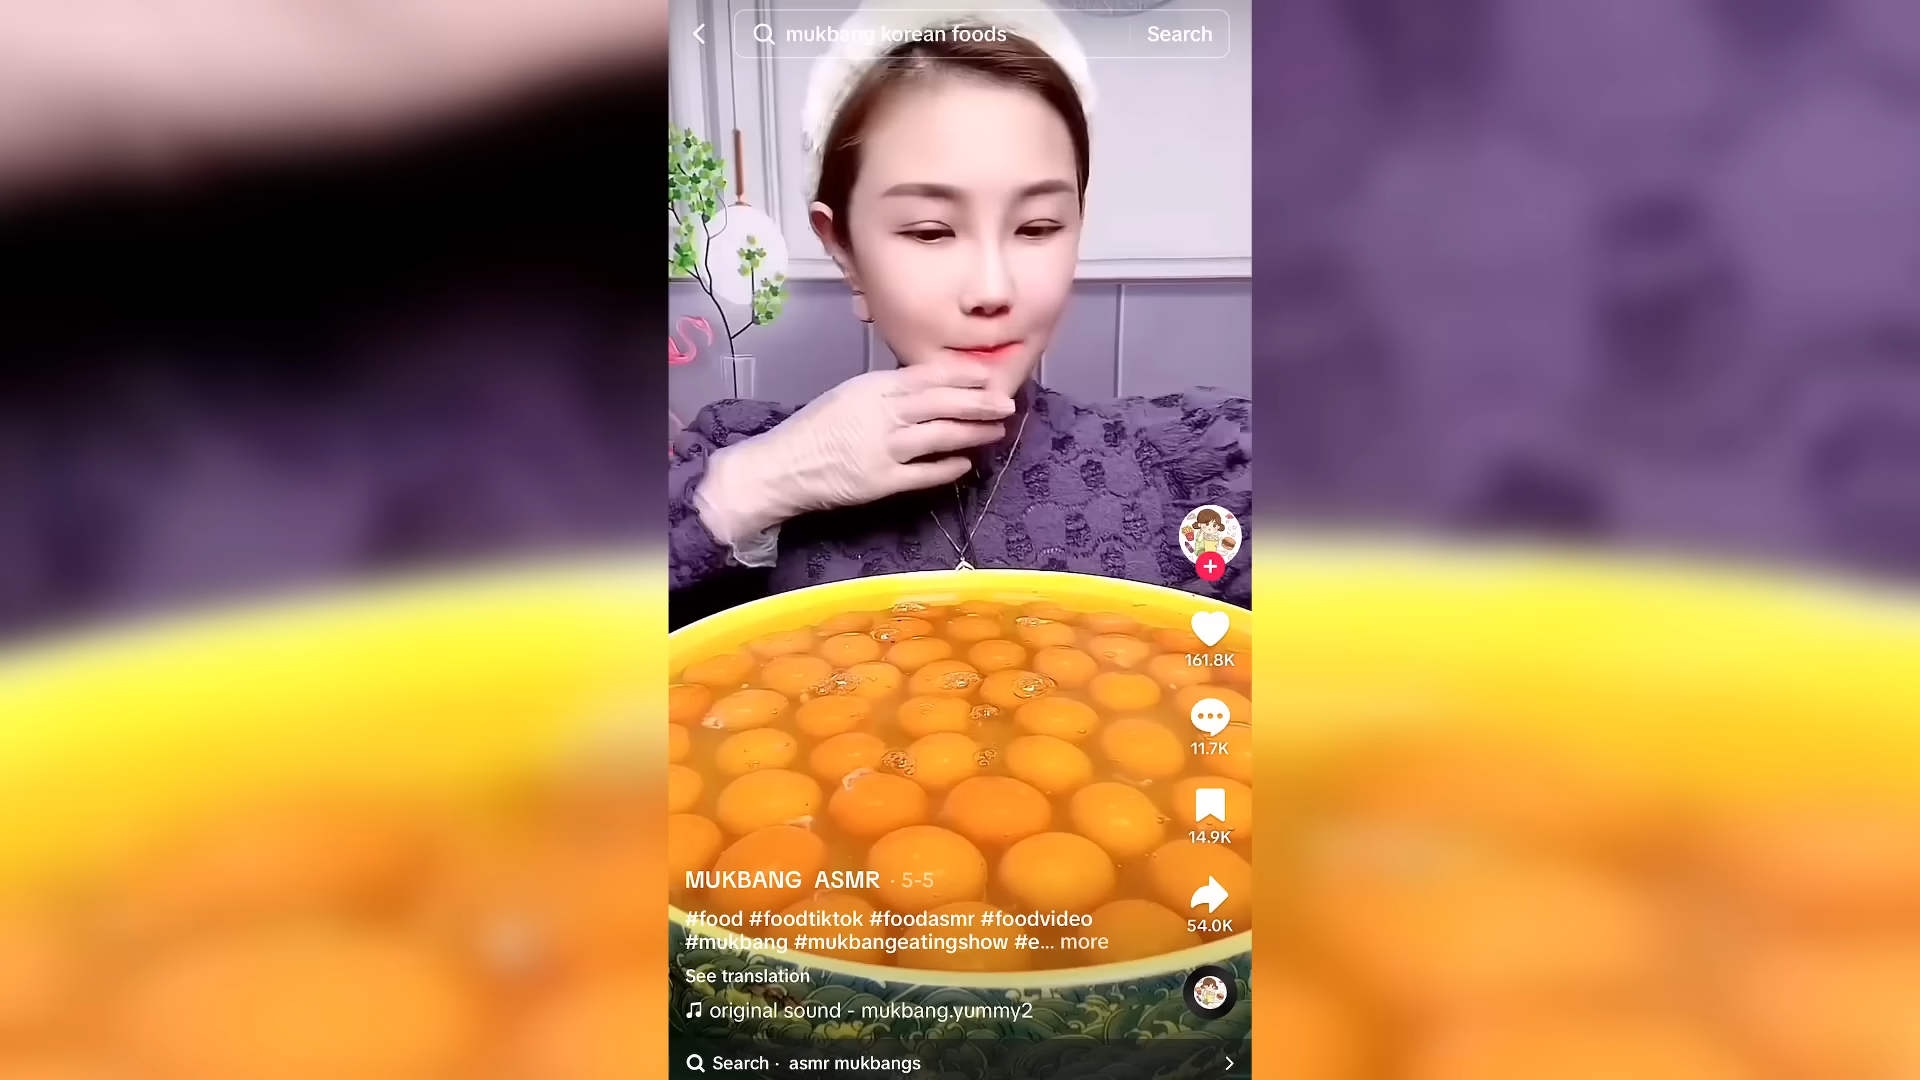 mukbang korean foods
Search
161.8K
11.7K
14.9K
54.0K
MUKBANG ASMR · 5-5
#food #foodtiktok #foodasmr #foodvideo
#mukbang #mukbangeatingshow #e... more
See translation
original sound - mukbang.yummy2
Search · asmr mukbangs